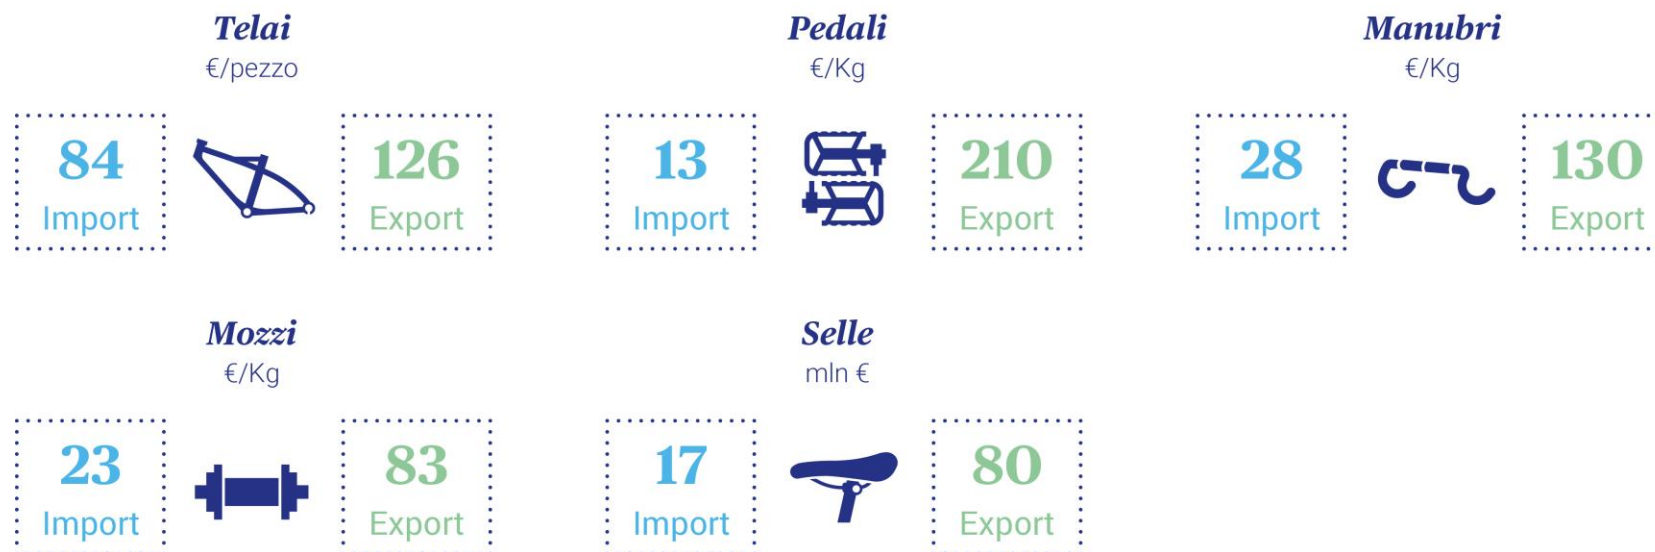 Telai
€/pezzo
84
Import
126
Export
Pedali
€/Kg
13
Import
210
Export
Manubri
€/Kg
28
Import
130
Export
Mozzi
€/Kg
23
Import
83
Export
Selle
mln €
17
Import
80
Export